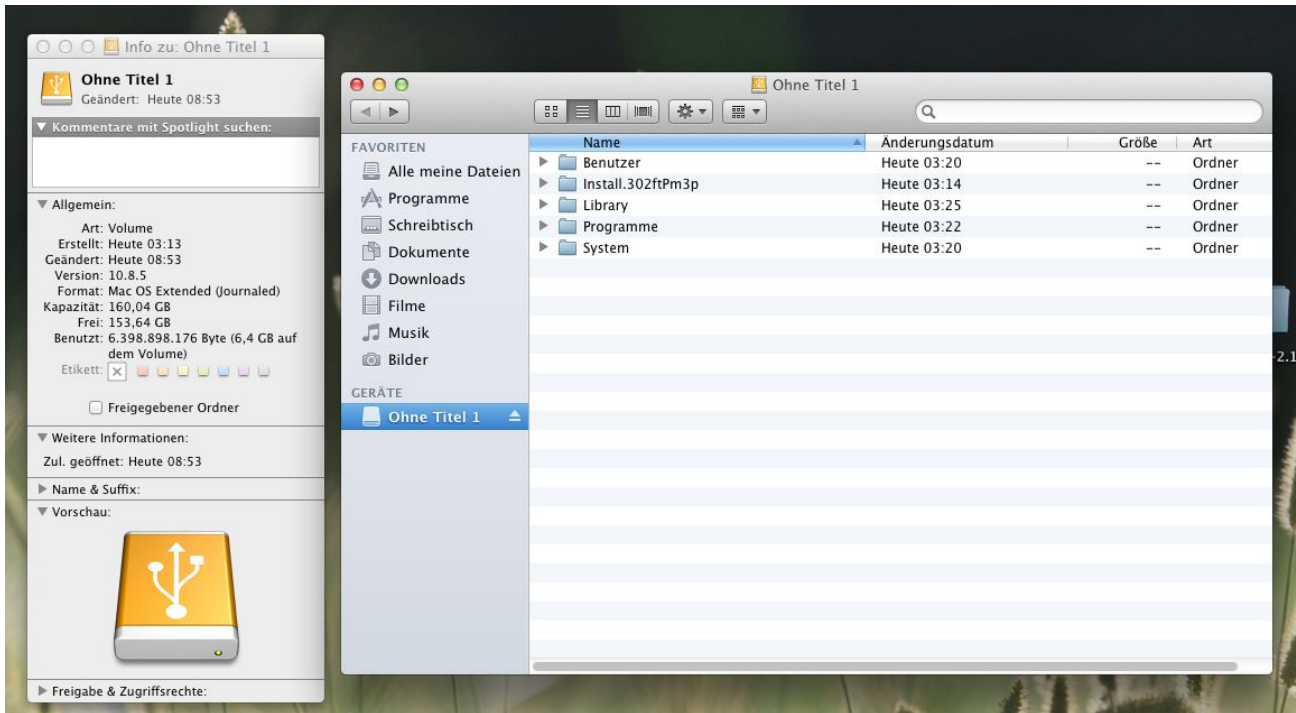 Info zu: Ohne Titel 1
Ohne Titel 1
Geändert: Heute 08:53
Kommentare mit Spotlight suchen:
Allgemein:
Art: Volume
Erstellt: Heute 03:13
Geändert: Heute 08:53
Version: 10.8.5
Format: Mac OS Extended (Journaled)
Kapazität: 160,04 GB
Frei: 153,64 GB
Benutzt: 6.398.898.176 Byte (6,4 GB auf
dem Volume)
Etikett:
Freigegebener Ordner
Weitere Informationen:
Zul. geöffnet: Heute 08:53
Name & Suffix:
Vorschau:
Freigabe & Zugriffsrechte:
Ohne Titel 1
FAVORITEN
Alle meine Dateien
Programme
Schreibtisch
Dokumente
Downloads
Filme
Musik
Bilder
GERÄTE
Ohne Titel 1
Name Änderungsdatum Größe Art
Benutzer Heute 03:20 -- Ordner
Install.302ftPm3p Heute 03:14 -- Ordner
Library Heute 03:25 -- Ordner
Programme Heute 03:22 -- Ordner
System Heute 03:20 -- Ordner
-2.1